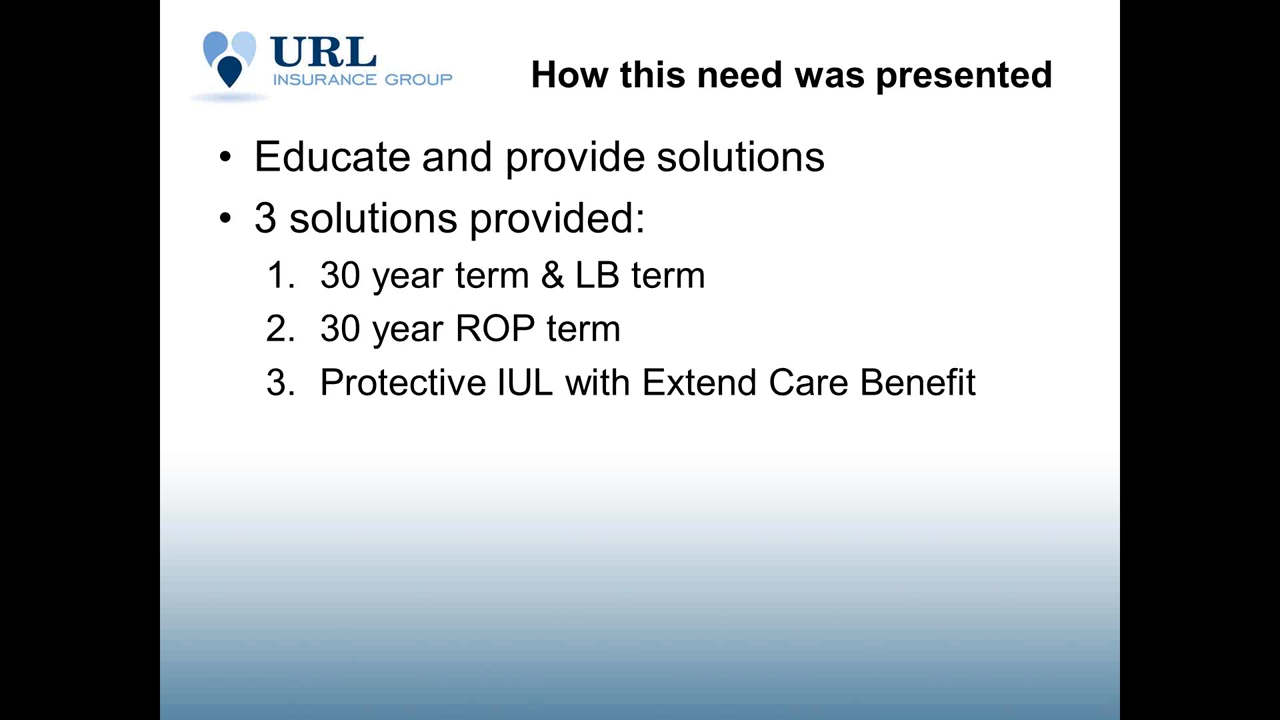 URL
INSURANCE GROUP
How this need was presented
• Educate and provide solutions
• 3 solutions provided:
1. 30 year term & LB term
2. 30 year ROP term
3. Protective IUL with Extend Care Benefit